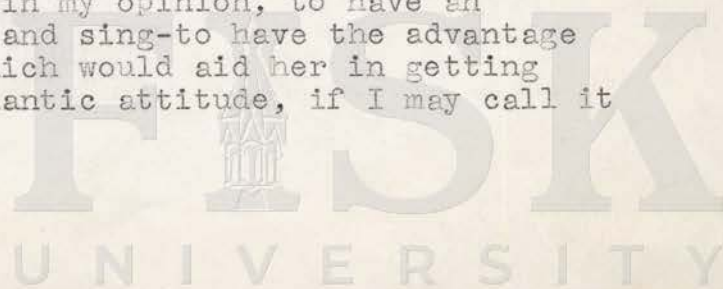 in my opinion, to have an
and sing-to have the advantage
ich would aid her in getting
antic attitude, if I may call it
FISK
UNIVERSITY